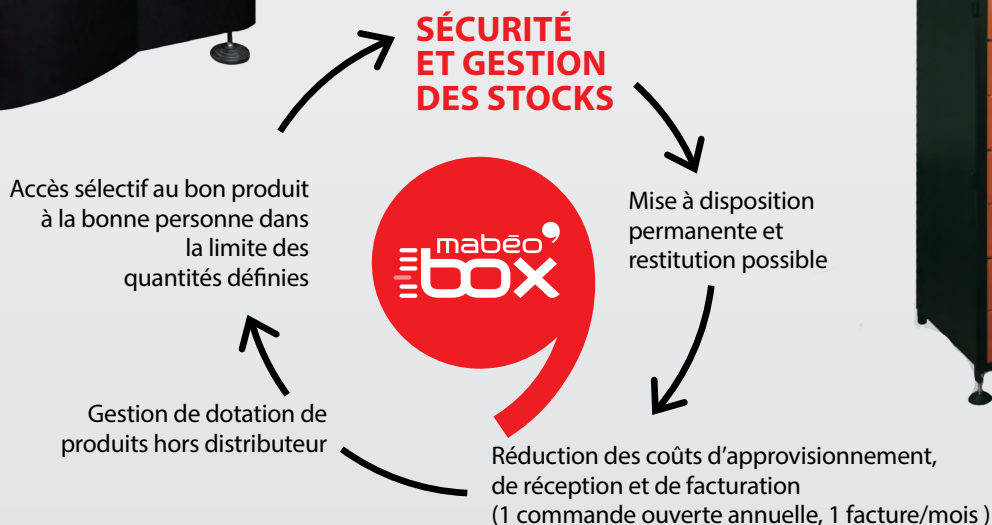 SÉCURITÉ
ET GESTION
DES STOCKS
Accès sélectif au bon produit
à la bonne personne dans
la limite des
quantités définies
Mise à disposition
permanente et
restitution possible
mabēo'
box
Gestion de dotation de
produits hors distributeur
Réduction des coûts d'approvisionnement,
de réception et de facturation
(1 commande ouverte annuelle, 1 facture/mois )